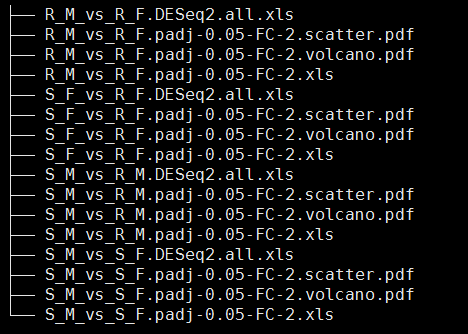 ├── R_M_vs_R_F.DESeq2.all.xls
├── R_M_vs_R_F.padj-0.05-FC-2.scatter.pdf
├── R_M_vs_R_F.padj-0.05-FC-2.volcano.pdf
├── R_M_vs_R_F.padj-0.05-FC-2.xls
├── S_F_vs_R_F.DESeq2.all.xls
├── S_F_vs_R_F.padj-0.05-FC-2.scatter.pdf
├── S_F_vs_R_F.padj-0.05-FC-2.volcano.pdf
├── S_F_vs_R_F.padj-0.05-FC-2.xls
├── S_M_vs_R_M.DESeq2.all.xls
├── S_M_vs_R_M.padj-0.05-FC-2.scatter.pdf
├── S_M_vs_R_M.padj-0.05-FC-2.volcano.pdf
├── S_M_vs_R_M.padj-0.05-FC-2.xls
├── S_M_vs_S_F.DESeq2.all.xls
├── S_M_vs_S_F.padj-0.05-FC-2.scatter.pdf
├── S_M_vs_S_F.padj-0.05-FC-2.volcano.pdf
└── S_M_vs_S_F.padj-0.05-FC-2.xls